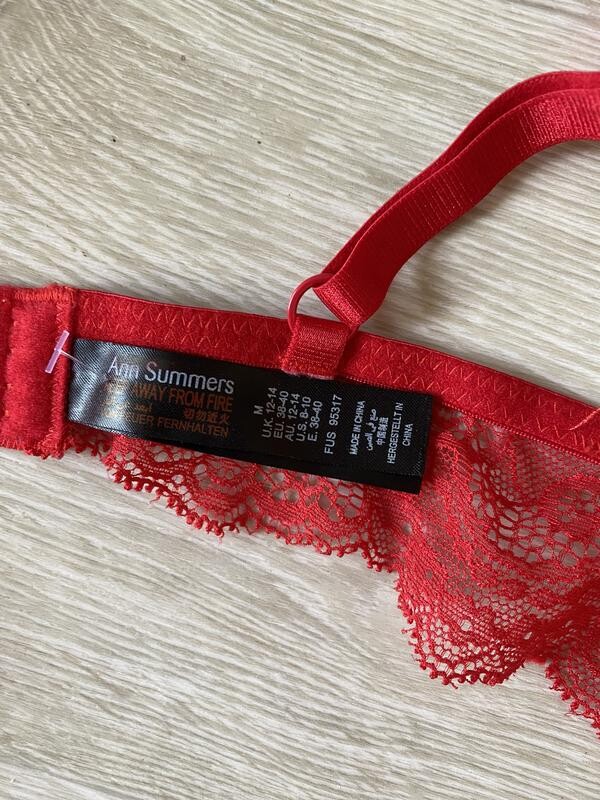 Ann Summers
AWAY FROM FIRE
切勿近火
FERNHALTEN
M
U.K. 12-14
EU. 38-40
AU. 12-14
U.S. 8-10
E. 38-40
FUS 95317
MADE IN CHINA
صنع في الصين
中国制造
HERGESTELLT IN
CHINA